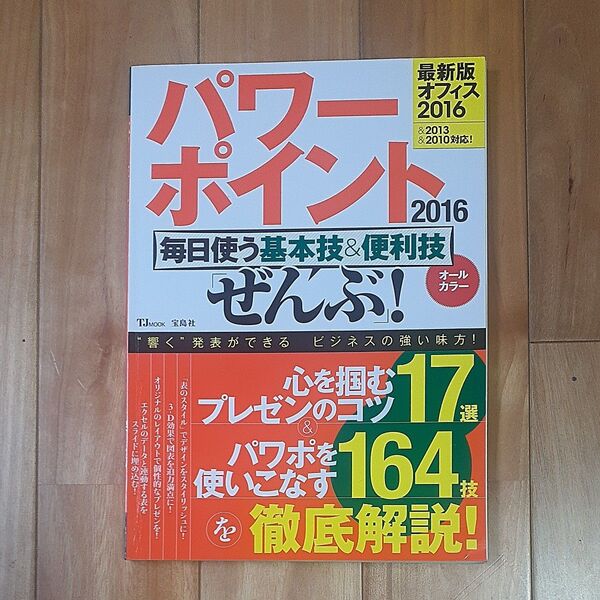 パワー
ポイント
2016
最新版
オフィス
2016
&2013
&2010対応!
毎日使う基本技&便利技
「ぜんぶ」!
オール
カラー
TJ MOOK 宝島社
"響く"発表ができる ビジネスの強い味方!
心を掴む
プレゼンのコツ 17選
&
パワポを
使いこなす 164技
を 徹底解説!
「表のスタイル」でデザインをスタイリッシュに!
3-D効果で図表を迫力満点に!
オリジナルのレイアウトで個性的なプレゼンを!
エクセルのデータと連動する表を
スライドに埋め込む!